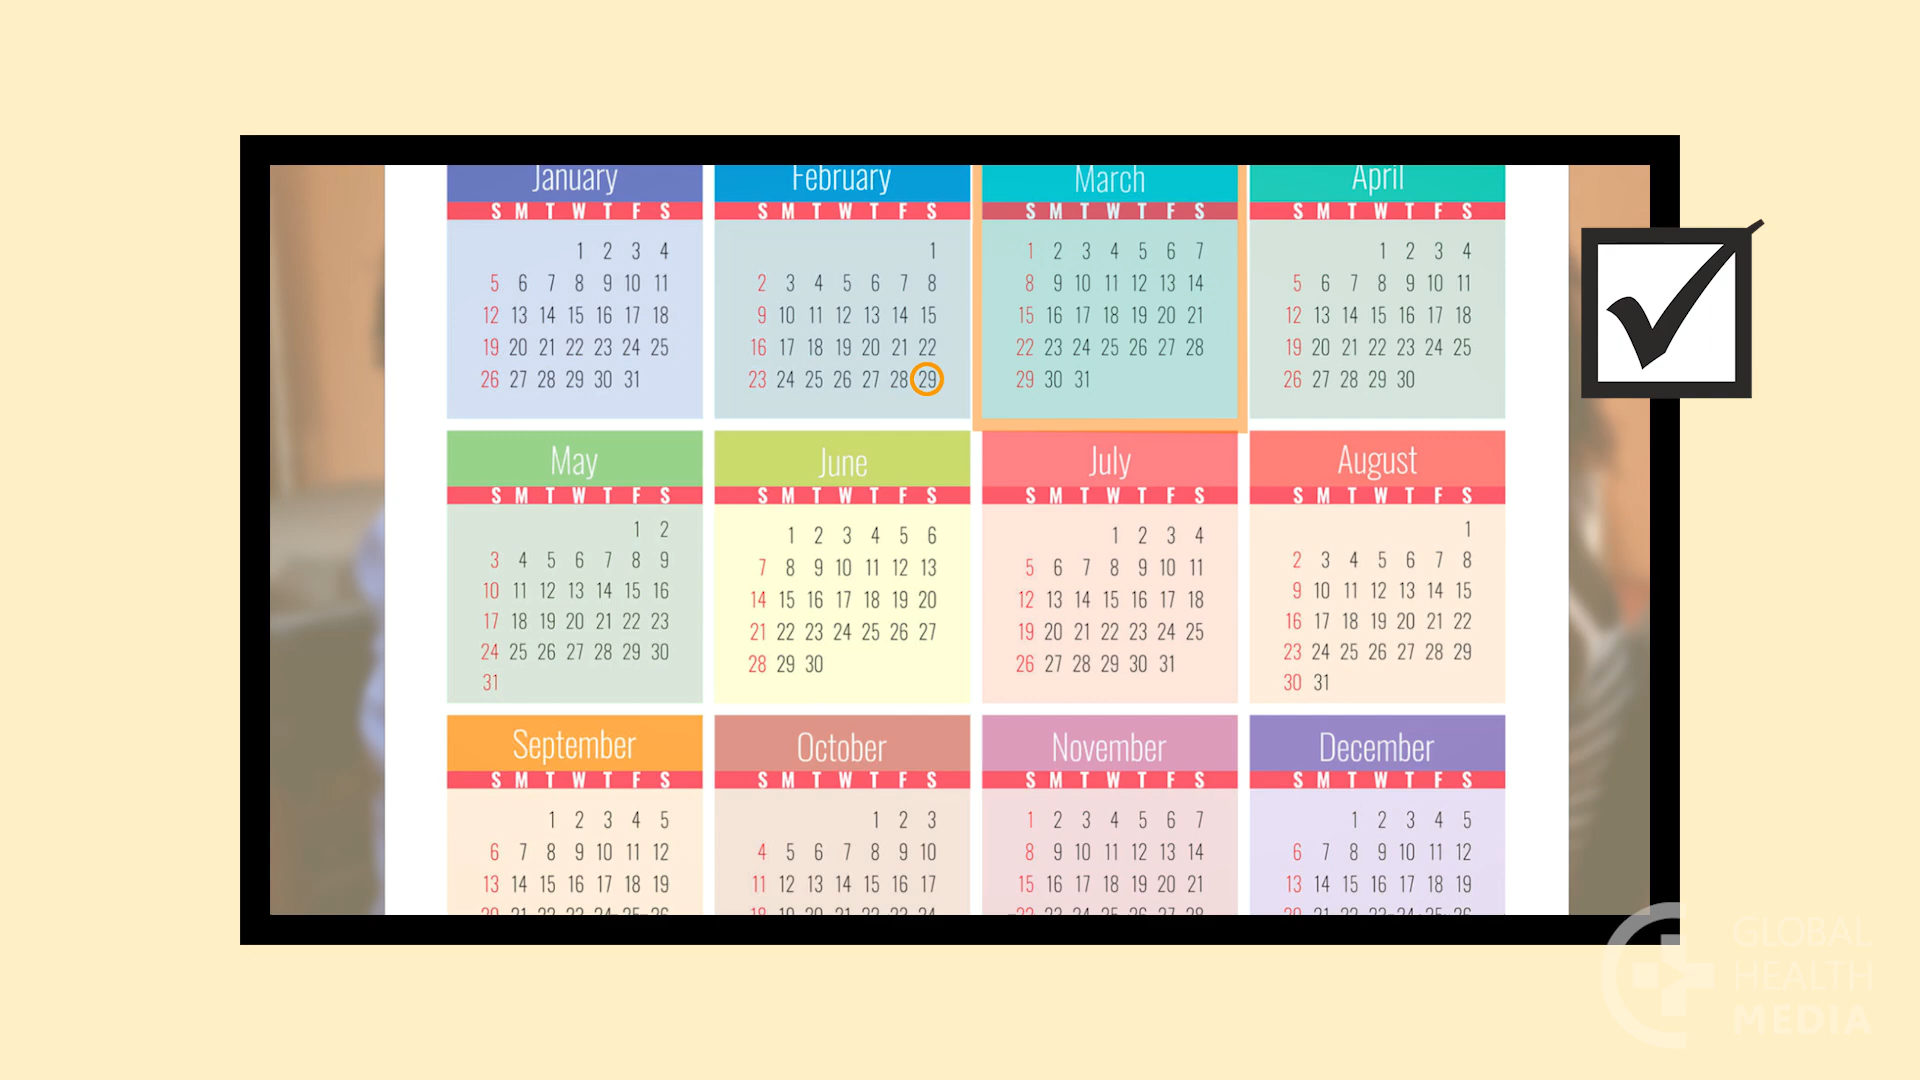 January February March April
S M T W T F S S M T W T F S S M T W T F S S M T W T F S
1 2 3 4 1 1 2 3 4 5 6 7 1 2 3 4
5 6 7 8 9 10 11 2 3 4 5 6 7 8 8 9 10 11 12 13 14 5 6 7 8 9 10 11
12 13 14 15 16 17 18 9 10 11 12 13 14 15 15 16 17 18 19 20 21 12 13 14 15 16 17 18
19 20 21 22 23 24 25 16 17 18 19 20 21 22 22 23 24 25 26 27 28 19 20 21 22 23 24 25
26 27 28 29 30 31 23 24 25 26 27 28 29 29 30 31 26 27 28 29 30
May June July August
S M T W T F S S M T W T F S S M T W T F S S M T W T F S
1 2 1 2 3 4 5 6 1 2 3 4 1
3 4 5 6 7 8 9 7 8 9 10 11 12 13 5 6 7 8 9 10 11 2 3 4 5 6 7 8
10 11 12 13 14 15 16 14 15 16 17 18 19 20 12 13 14 15 16 17 18 9 10 11 12 13 14 15
17 18 19 20 21 22 23 21 22 23 24 25 26 27 19 20 21 22 23 24 25 16 17 18 19 20 21 22
24 25 26 27 28 29 30 28 29 30 26 27 28 29 30 31 23 24 25 26 27 28 29
31 30 31
September October November December
S M T W T F S S M T W T F S S M T W T F S S M T W T F S
1 2 3 4 5 1 2 3 1 2 3 4 5 6 7 1 2 3 4 5
6 7 8 9 10 11 12 4 5 6 7 8 9 10 8 9 10 11 12 13 14 6 7 8 9 10 11 12
13 14 15 16 17 18 19 11 12 13 14 15 16 17 15 16 17 18 19 20 21 13 14 15 16 17 18 19
GLOBAL
HEALTH
MEDIA